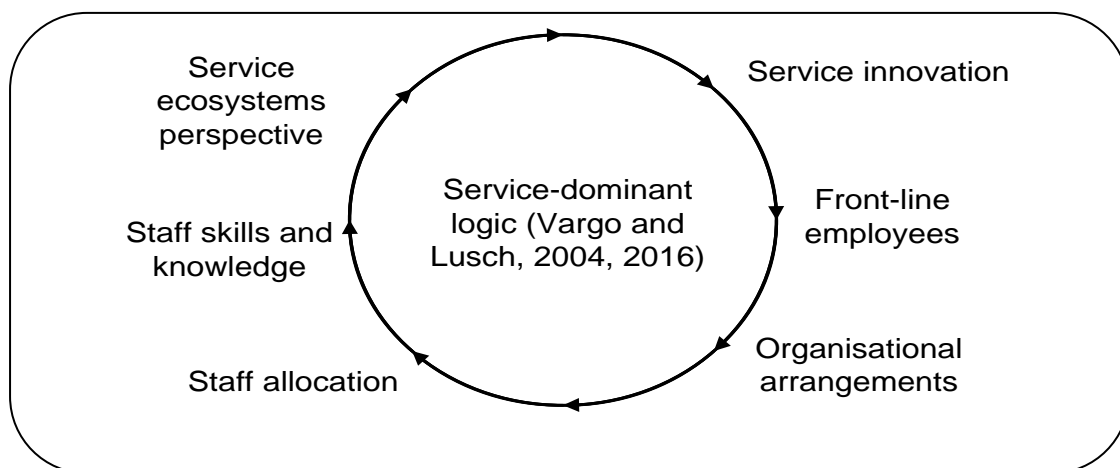 Service
ecosystems
perspective
Service innovation
Service-dominant
logic (Vargo and
Lusch, 2004, 2016)
Front-line
employees
Staff skills and
knowledge
Organisational
arrangements
Staff allocation